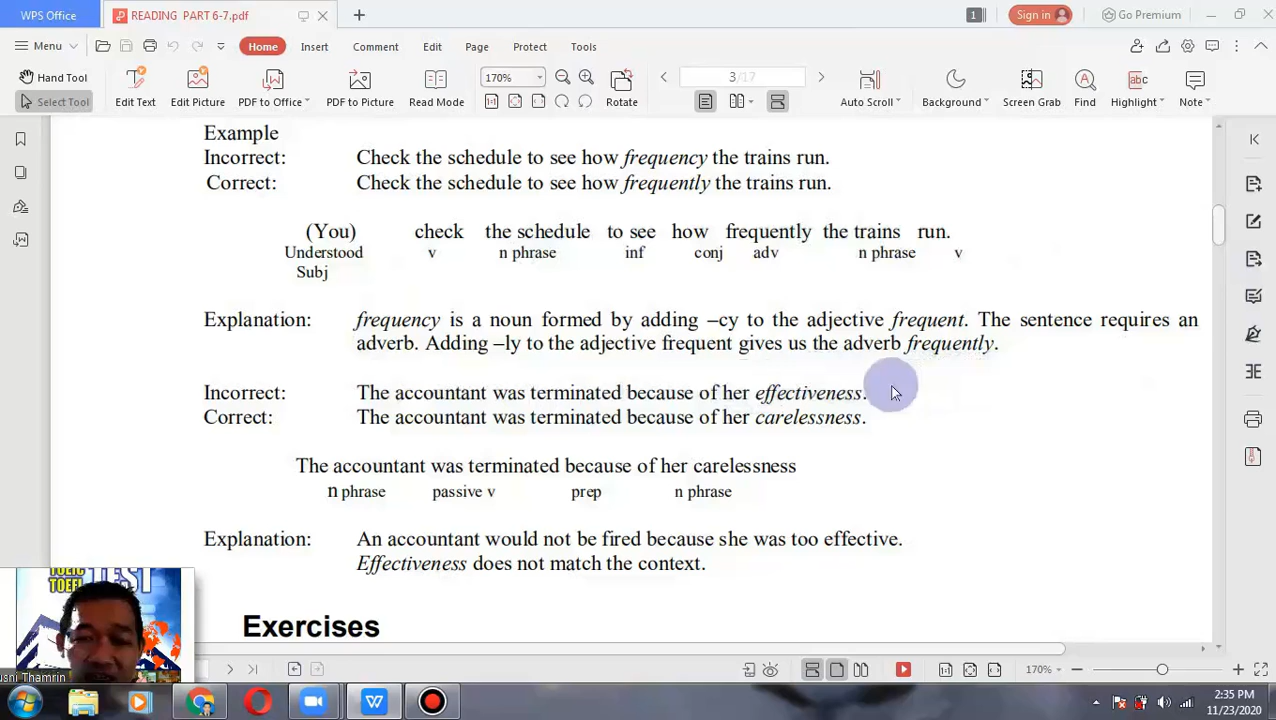 WPS Office
READING PART 6-7.pdf
1
Sign in
Go Premium
Menu
Home
Insert
Comment
Edit
Page
Protect
Tools
Hand Tool
Select Tool
Edit Text
Edit Picture
PDF to Office
PDF to Picture
Read Mode
170%
Rotate
3 /17
Auto Scroll
Background
Screen Grab
Find
Highlight
Note
Example
Incorrect: Check the schedule to see how frequency the trains run.
Correct: Check the schedule to see how frequently the trains run.
(You) check the schedule to see how frequently the trains run.
Understood v n phrase inf conj adv n phrase v
Subj
Explanation: frequency is a noun formed by adding –cy to the adjective frequent. The sentence requires an
adverb. Adding –ly to the adjective frequent gives us the adverb frequently.
Incorrect: The accountant was terminated because of her effectiveness.
Correct: The accountant was terminated because of her carelessness.
The accountant was terminated because of her carelessness
n phrase passive v prep n phrase
Explanation: An accountant would not be fired because she was too effective.
Effectiveness does not match the context.
Exercises
TEST
usni Thamrin
170%
2:35 PM
11/23/2020